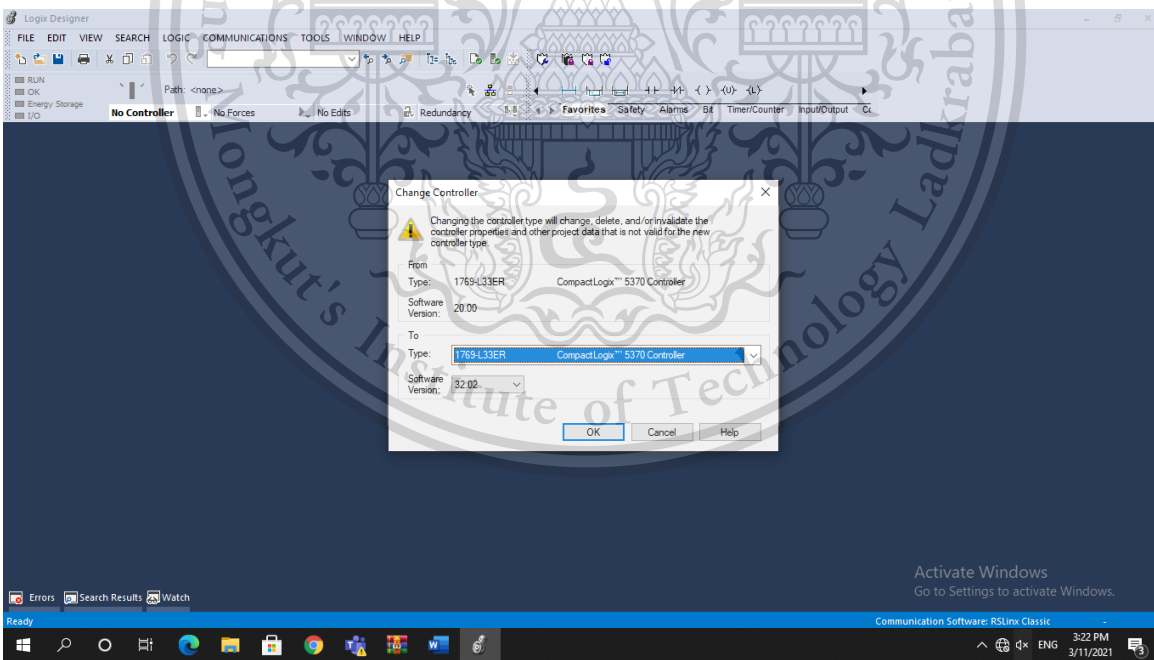 Logix Designer
FILE EDIT VIEW SEARCH LOGIC COMMUNICATIONS TOOLS WINDOW HELP
RUN
OK
Energy Storage
I/O
Path: <none>
No Controller No Forces No Edits Redundancy
Favorites Safety Alarms Bit Timer/Counter Input/Output
Change Controller
Changing the controller type will change, delete, and/or invalidate the
controller properties and other project data that is not valid for the new
controller type.
From
Type: 1769-L33ER CompactLogix™ 5370 Controller
Software
Version: 20.00
To
Type: 1769-L33ER CompactLogix™ 5370 Controller
Software
Version: 32.02
OK Cancel Help
Institute of Technology Ladkrabang
Activate Windows
Go to Settings to activate Windows.
Errors Search Results Watch
Ready
Communication Software: RSLinx Classic
ENG
3:22 PM
3/11/2021
3